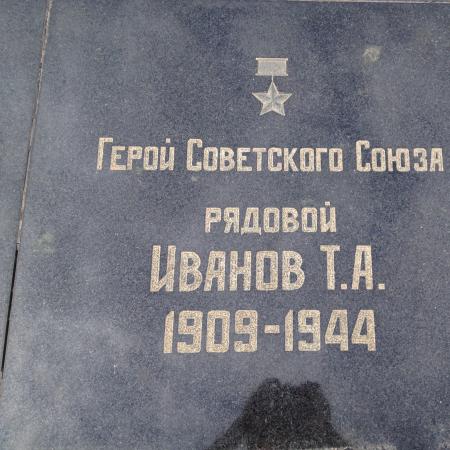 Герой Советского Союза
рядовой
Иванов Т.А.
1909-1944